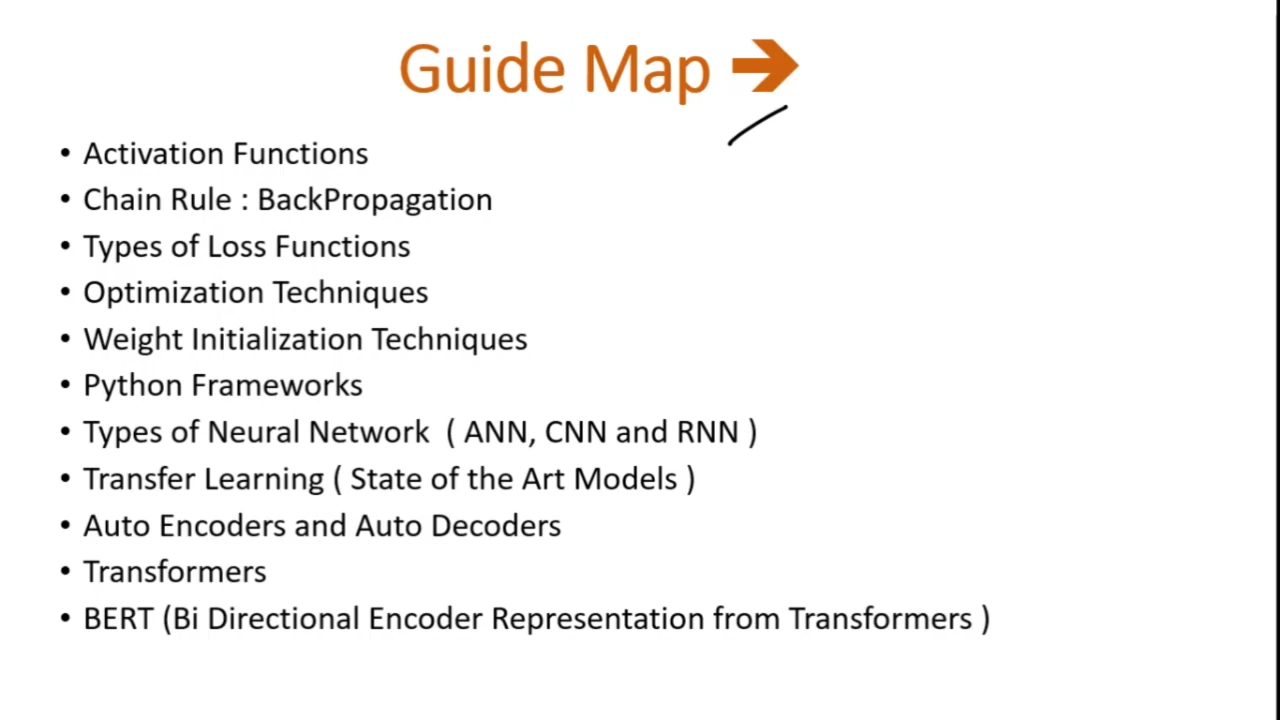 Guide Map ➔
• Activation Functions
• Chain Rule : BackPropagation
• Types of Loss Functions
• Optimization Techniques
• Weight Initialization Techniques
• Python Frameworks
• Types of Neural Network ( ANN, CNN and RNN )
• Transfer Learning ( State of the Art Models )
• Auto Encoders and Auto Decoders
• Transformers
• BERT (Bi Directional Encoder Representation from Transformers )